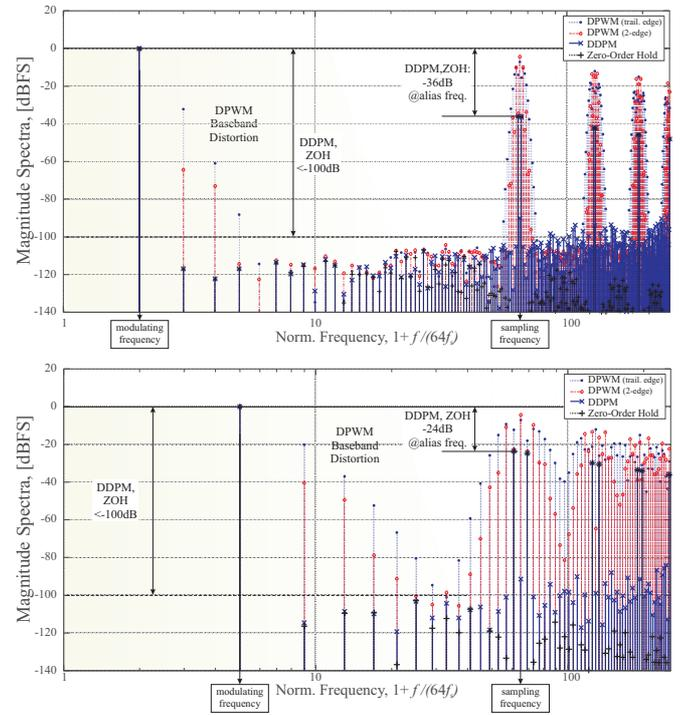 20
0
-20
-40
-60
-80
-100
-120
-140
Magnitude Spectra, [dBFS]
DPWM (trail. edge)
DPWM (2-edge)
DDPM
Zero-Order Hold
DDPM,ZOH:
-36dB
@alias freq.
DPWM
Baseband
Distortion
DDPM,
ZOH
<-100dB
1
10
100
modulating
frequency
Norm. Frequency, 1+ f /(64fs)
sampling
frequency
20
0
-20
-40
-60
-80
-100
-120
-140
Magnitude Spectra, [dBFS]
DPWM (trail. edge)
DPWM (2-edge)
DDPM
Zero-Order Hold
DDPM, ZOH
-24dB
@alias freq.
DPWM
Baseband
Distortion
DDPM,
ZOH
<-100dB
1
10
100
modulating
frequency
Norm. Frequency, 1+ f /(64fs)
sampling
frequency